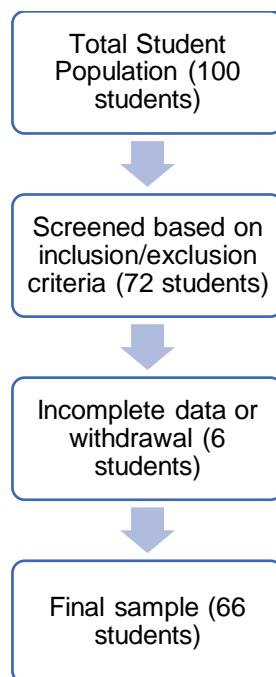 Total Student
Population (100
students)
Screened based on
inclusion/exclusion
criteria (72 students)
Incomplete data or
withdrawal (6
students)
Final sample (66
students)